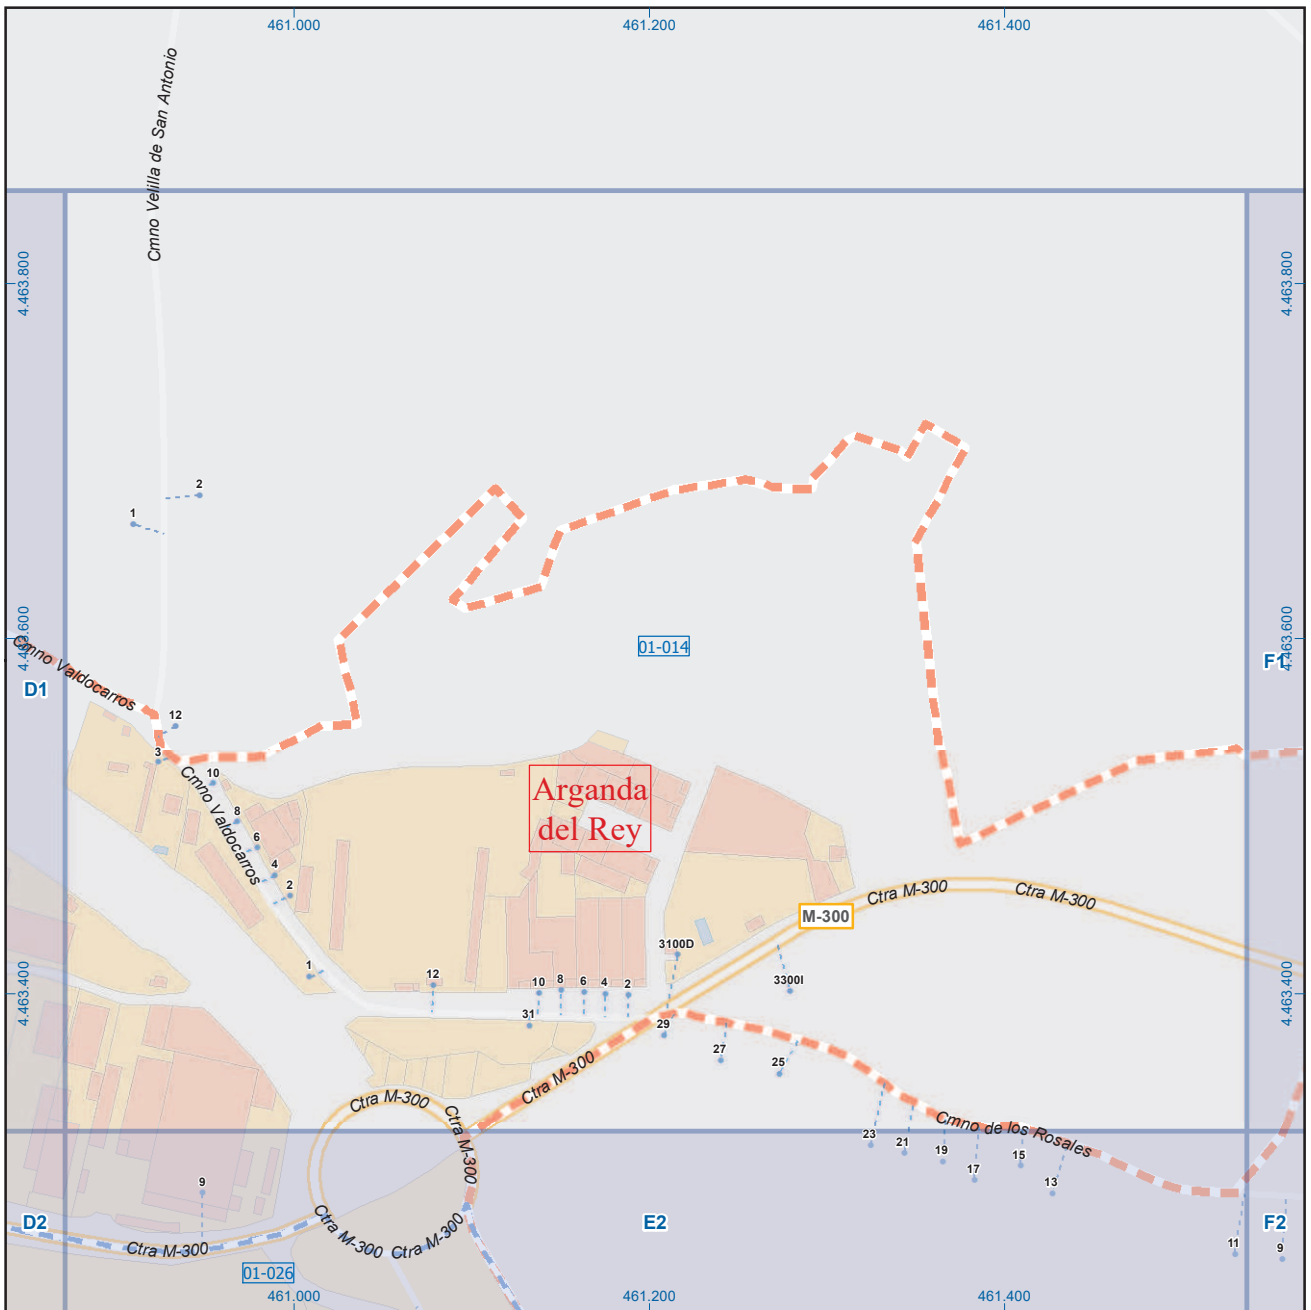 461.000
461.200
461.400
Cmno Velilla de San Antonio
4.463.800
4.463.800
2
1
4.463.600
4.463.600
01-014
Cmno Valdocarros
D1
F1
12
3
10
Cmno Valdocarros
8
6
4
2
Arganda
del Rey
Ctra M-300
Ctra M-300
M-300
3100D
3300I
1
12
10
8
6
4
2
31
29
27
25
4.463.400
4.463.400
Ctra M-300
Ctra M-300
Ctra M-300
Cmno de los Rosales
23
21
19
17
15
13
9
D2
Ctra M-300
Ctra M-300
Ctra M-300
E2
F2
11
9
01-026
461.000
461.200
461.400